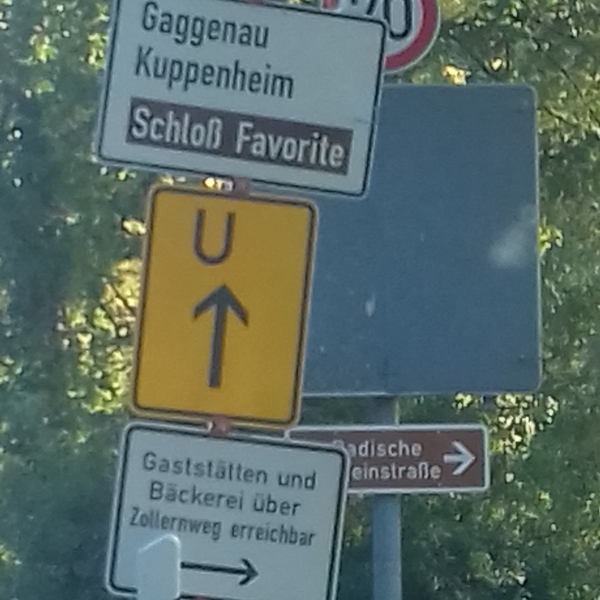 Gaggenau
Kuppenheim
Schloß Favorite
U
Gaststätten und
Bäckerei über
Zollernweg erreichbar